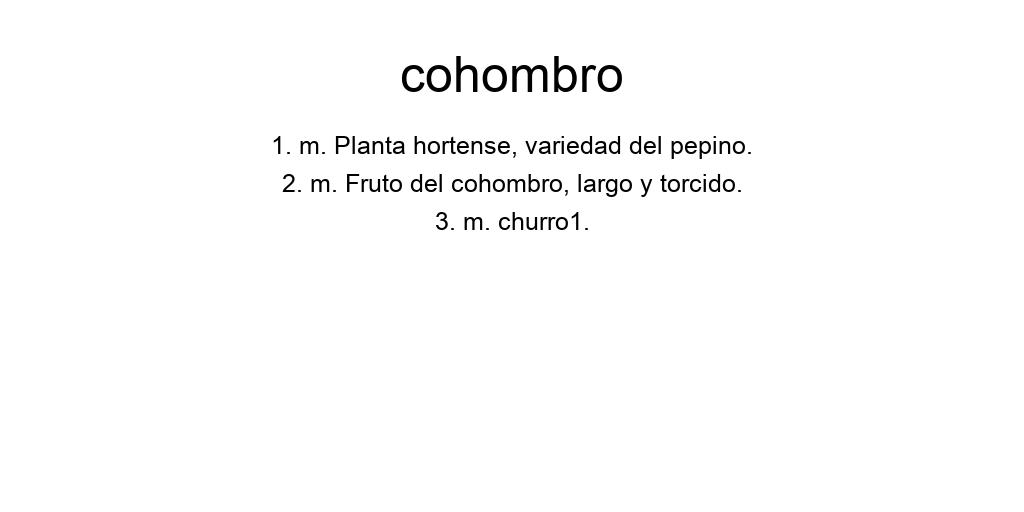 cohombro
1. m. Planta hortense, variedad del pepino.
2. m. Fruto del cohombro, largo y torcido.
3. m. churro1.